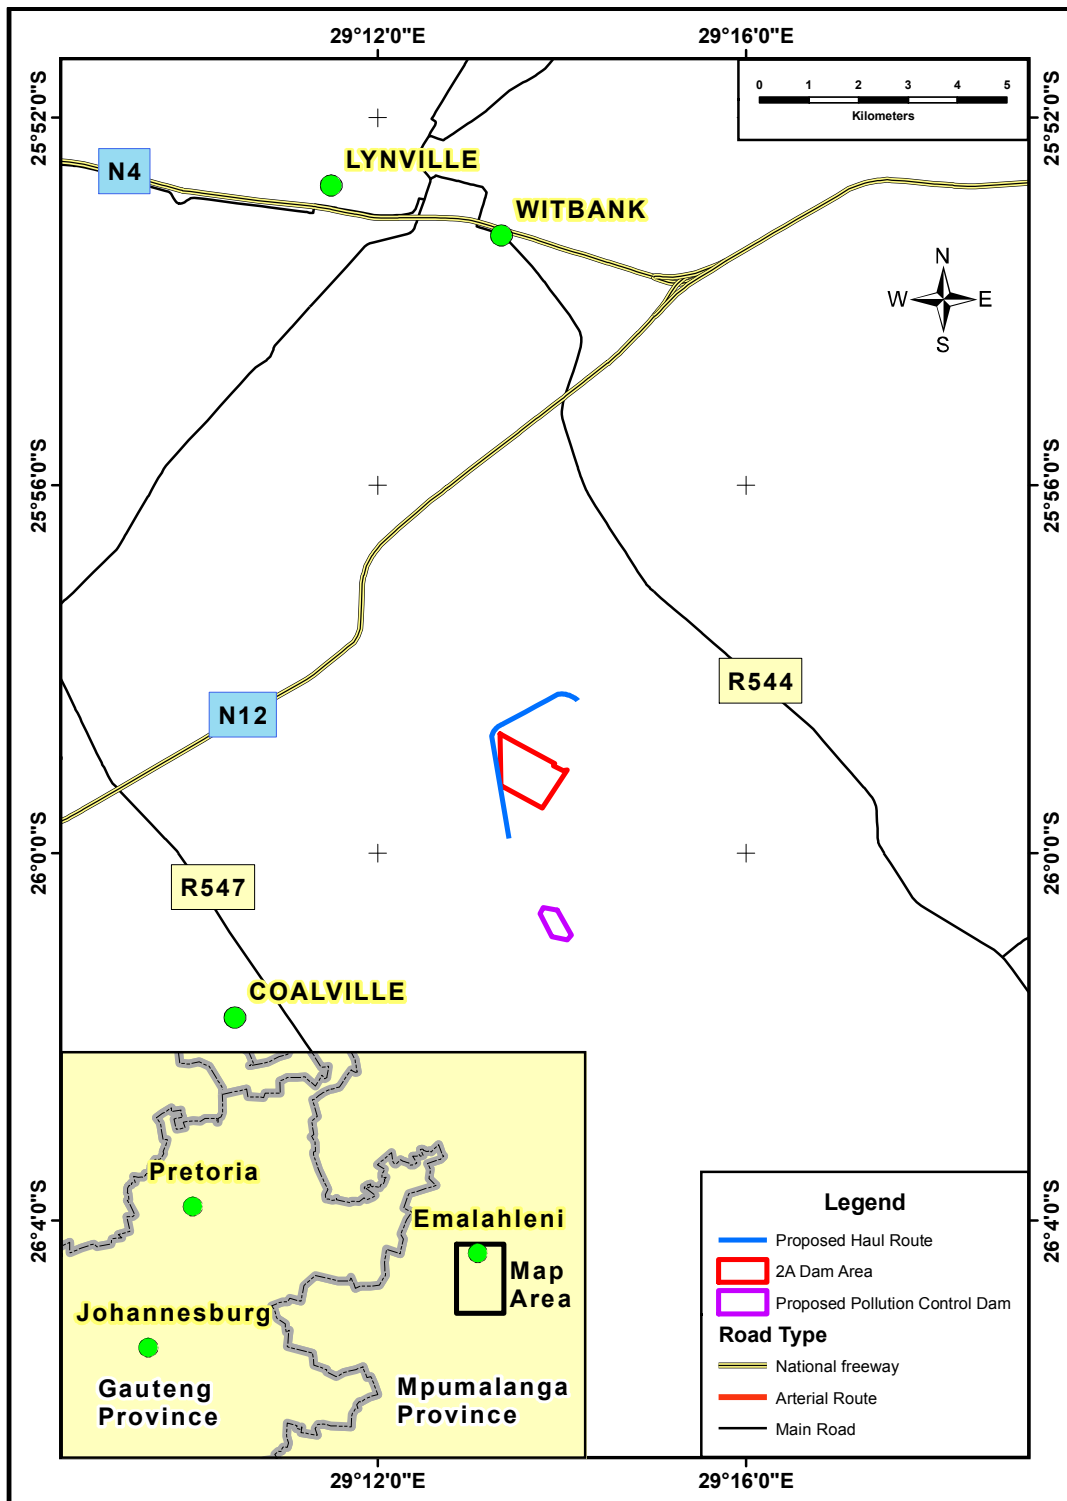 29°12'0"E
29°16'0"E
25°52'0"S
25°52'0"S
0 1 2 3 4 5
Kilometers
N4
LYNVILLE
WITBANK
N
W E
S
25°56'0"S
25°56'0"S
R544
N12
26°0'0"S
26°0'0"S
R547
COALVILLE
Pretoria
Emalahleni
Map
Area
Johannesburg
Gauteng
Province
Mpumalanga
Province
26°4'0"S
26°4'0"S
Legend
Proposed Haul Route
2A Dam Area
Proposed Pollution Control Dam
Road Type
National freeway
Arterial Route
Main Road
29°12'0"E
29°16'0"E